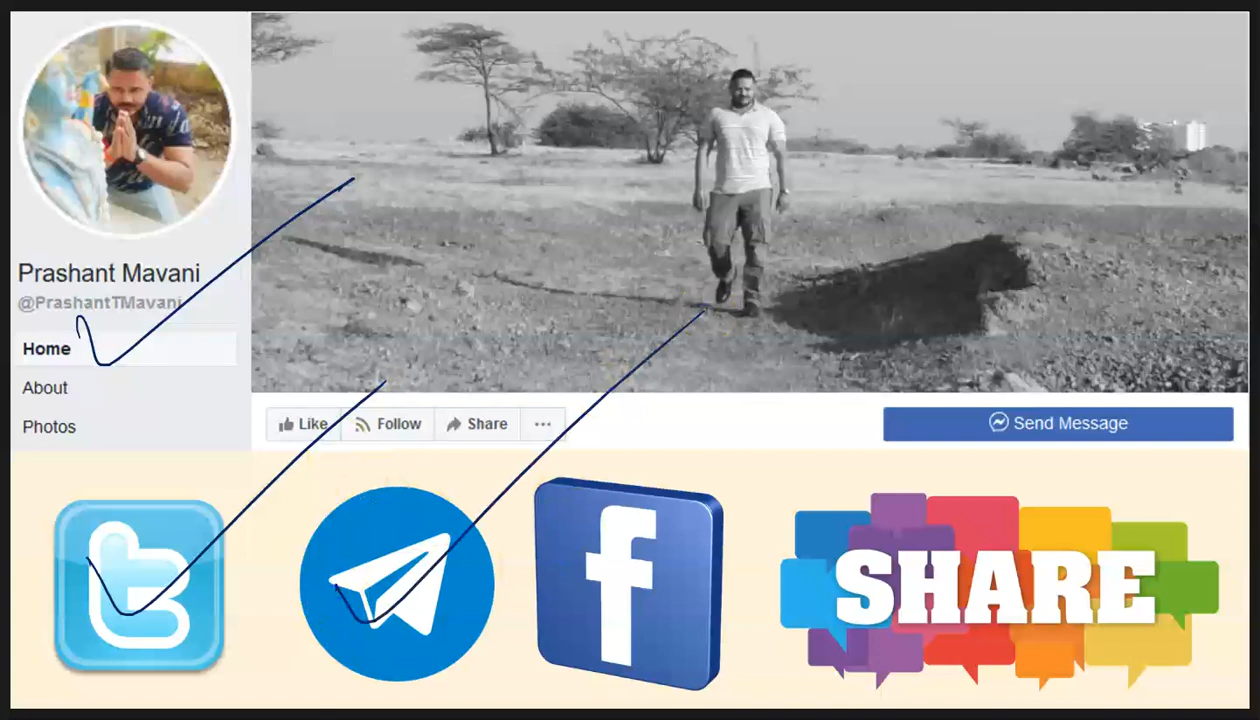 Prashant Mavani
@PrashantTMavani
Home
About
Photos
Like Follow Share ...
Send Message
SHARE